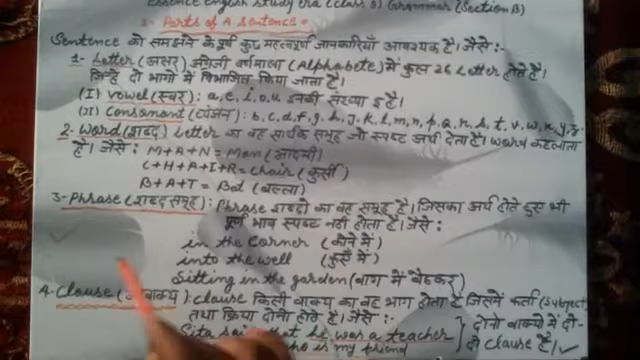 Essence English Study Era (Class 5) Grammar (Section B)
2- Parts of A Sentence.
Sentence को समझने के पूर्व कुछ महत्वपूर्ण जानकारियाँ आवश्यक है। जैसे:-
1- Letter (अक्षर) अंग्रेजी वर्णमाला (Alphabete) में कुल 26 Letter होते हैं।
जिन्हें दो भागो में विभाजित किया जाता है।
(I) Vowel (स्वर): a, e, i, o, u इनकी संख्या 5 है।
(II) Consonant (व्यंजन): b, c, d, f, g, h, j, k, l, m, n, p, q, r, s, t, v, w, x, y, z.
2- Word (शब्द) Letter का वह सार्थक समूह जो स्पष्ट अर्थ देता है। Word कहलाता
है। जैसे: M+A+N = Man (आदमी)
C+H+A+I+R = Chair (कुर्सी)
B+A+T = Bat (बल्ला)
3- Phrase (शब्द समूह): Phrase शब्दो का वह समूह है। जिसका अर्थ होते हुए भी
पूर्ण भाव स्पष्ट नही होता है। जैसे:
in the corner (कौने में)
into the well (कुएँ में)
Sitting in the garden (बाग में बैठकर)
4- Clause ( ): Clause किसी वाक्य का वह भाग होता है जिसमें कर्ता (Subject)
तथा क्रिया दोनो होते है। जैसे:-
Sita said that he was a teacher } दोनो वाक्यों में दो-
who is my friend दो clause है।